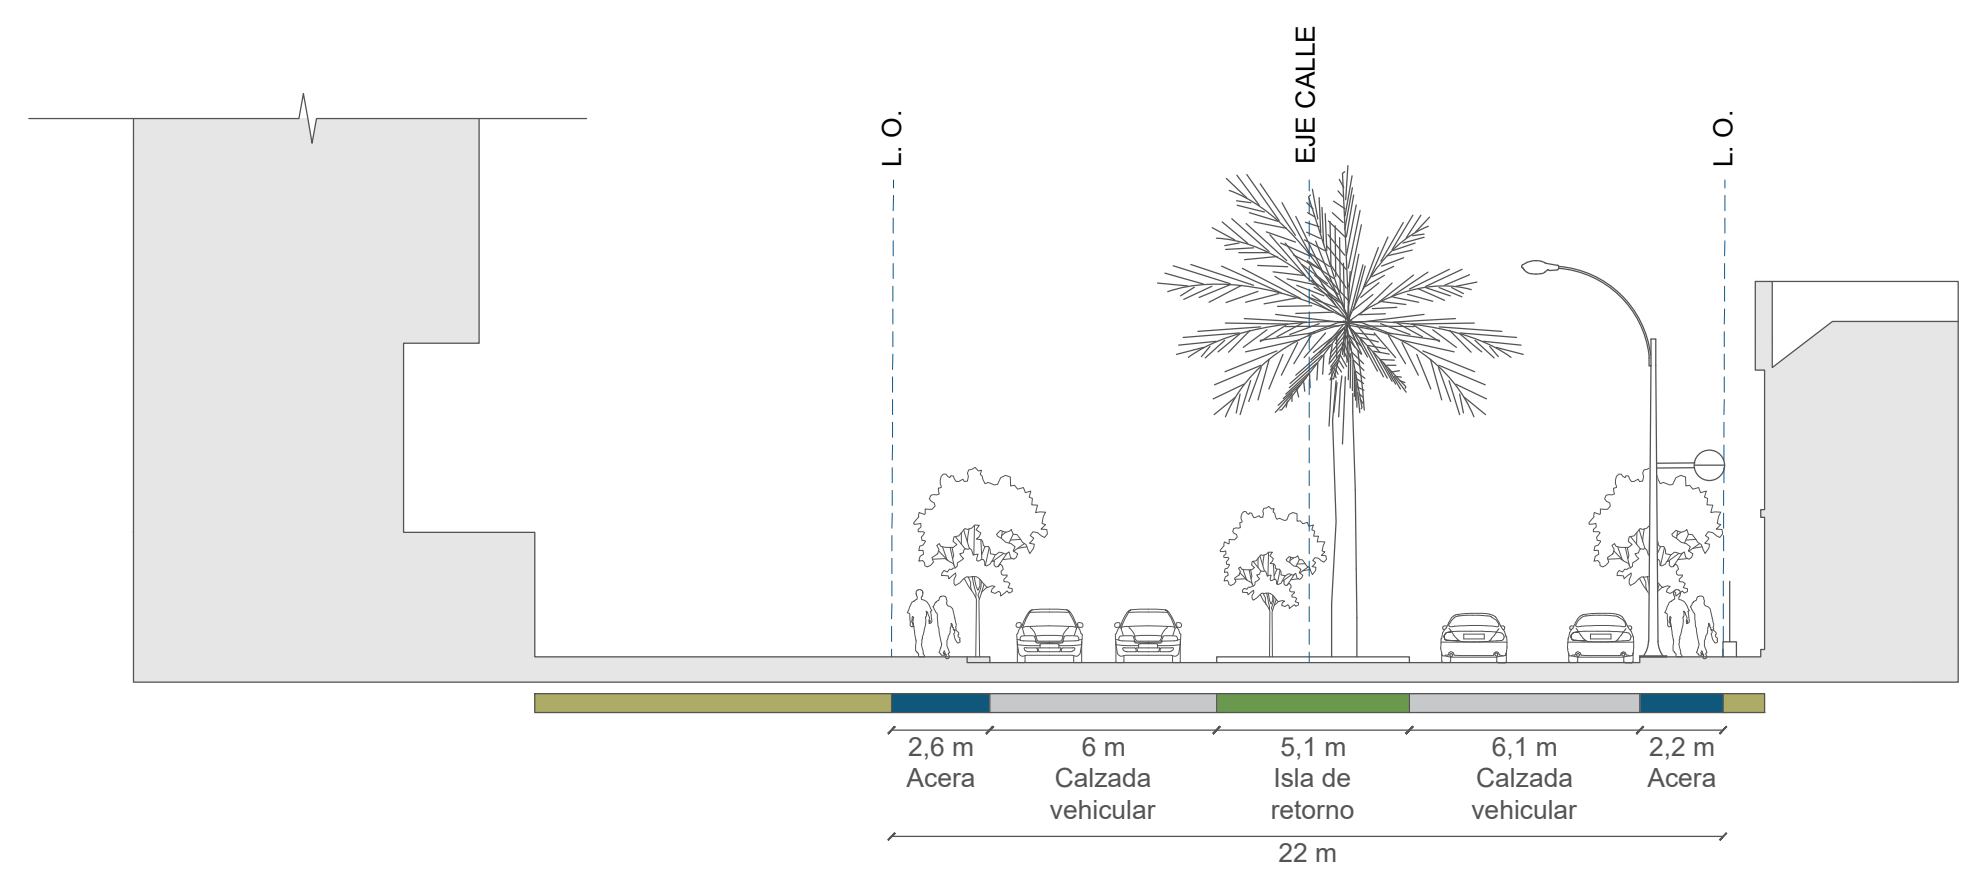 EJE CALLE
L. O.
L. O.
2,6 m
Acera
6 m
Calzada
vehicular
5,1 m
Isla de
retorno
6,1 m
Calzada
vehicular
2,2 m
Acera
22 m